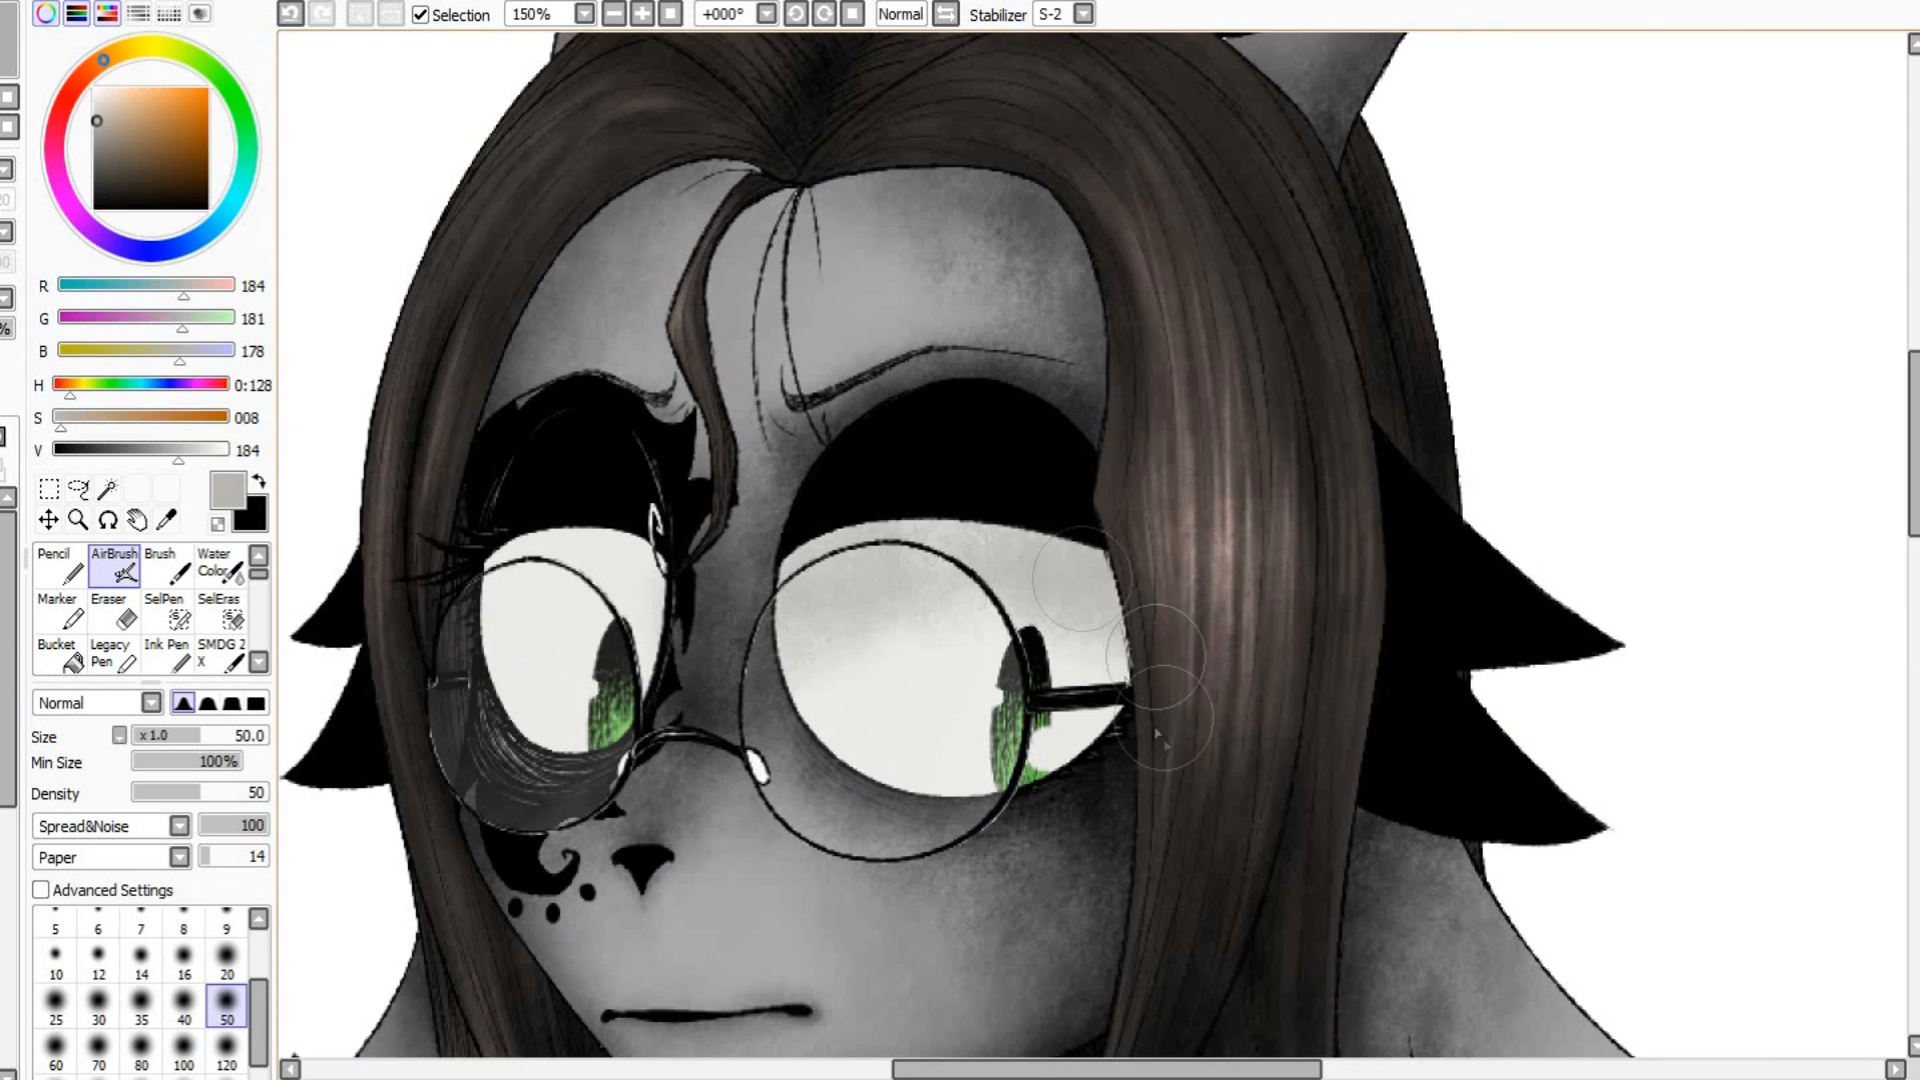 Selection 150% +000° Normal Stabilizer S-2
R 184
G 181
B 178
H 0:128
S 008
V 184
Pencil AirBrush Brush Water Color
Marker Eraser SelPen SelEras
Bucket Legacy Pen Ink Pen SMDG 2 X
Normal
Size x 1.0 50.0
Min Size 100%
Density 50
Spread&Noise 100
Paper 14
Advanced Settings
5 6 7 8 9
10 12 14 16 20
25 30 35 40 50
60 70 80 100 120